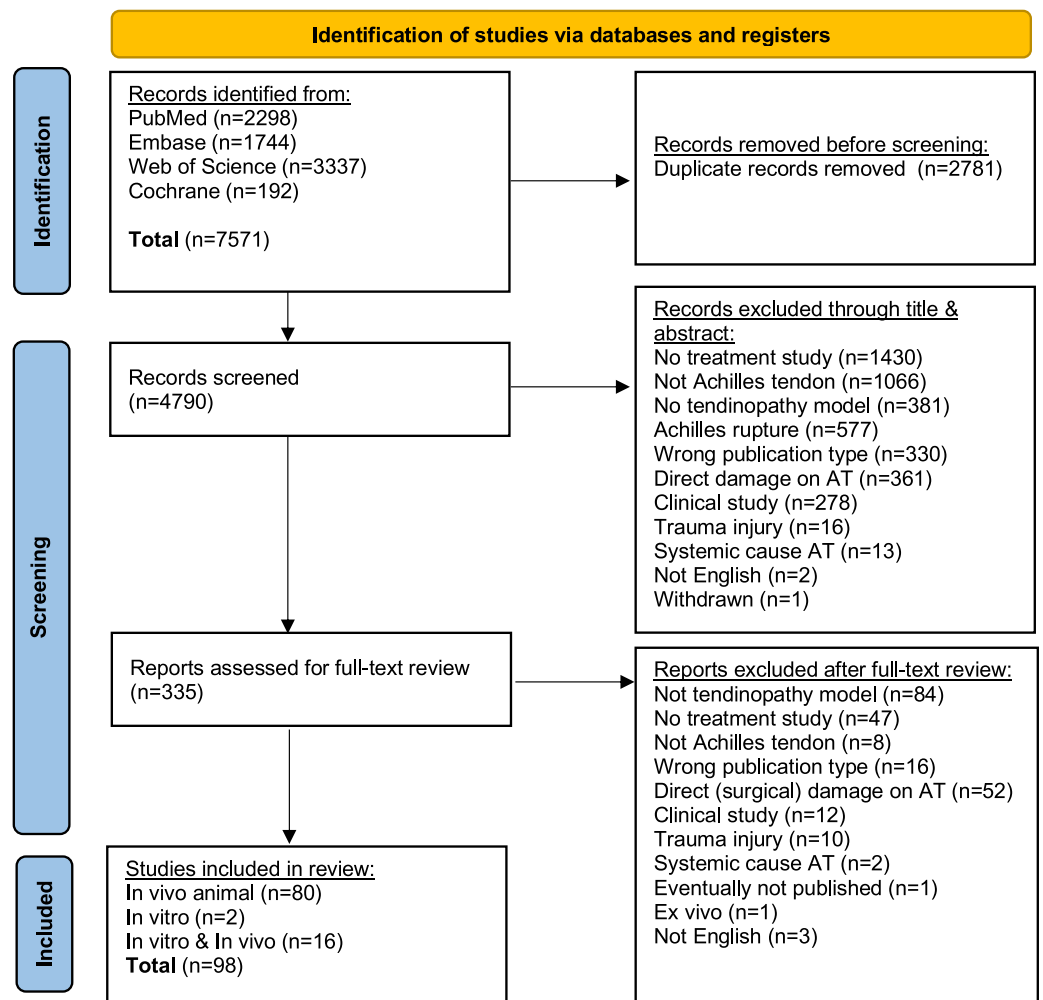 Identification of studies via databases and registers
Identification
Records identified from:
PubMed (n=2298)
Embase (n=1744)
Web of Science (n=3337)
Cochrane (n=192)
Total (n=7571)
Records removed before screening:
Duplicate records removed (n=2781)
Screening
Records screened
(n=4790)
Records excluded through title &
abstract:
No treatment study (n=1430)
Not Achilles tendon (n=1066)
No tendinopathy model (n=381)
Achilles rupture (n=577)
Wrong publication type (n=330)
Direct damage on AT (n=361)
Clinical study (n=278)
Trauma injury (n=16)
Systemic cause AT (n=13)
Not English (n=2)
Withdrawn (n=1)
Reports assessed for full-text review
(n=335)
Reports excluded after full-text review:
Not tendinopathy model (n=84)
No treatment study (n=47)
Not Achilles tendon (n=8)
Wrong publication type (n=16)
Direct (surgical) damage on AT (n=52)
Clinical study (n=12)
Trauma injury (n=10)
Systemic cause AT (n=2)
Eventually not published (n=1)
Ex vivo (n=1)
Not English (n=3)
Included
Studies included in review:
In vivo animal (n=80)
In vitro (n=2)
In vitro & In vivo (n=16)
Total (n=98)